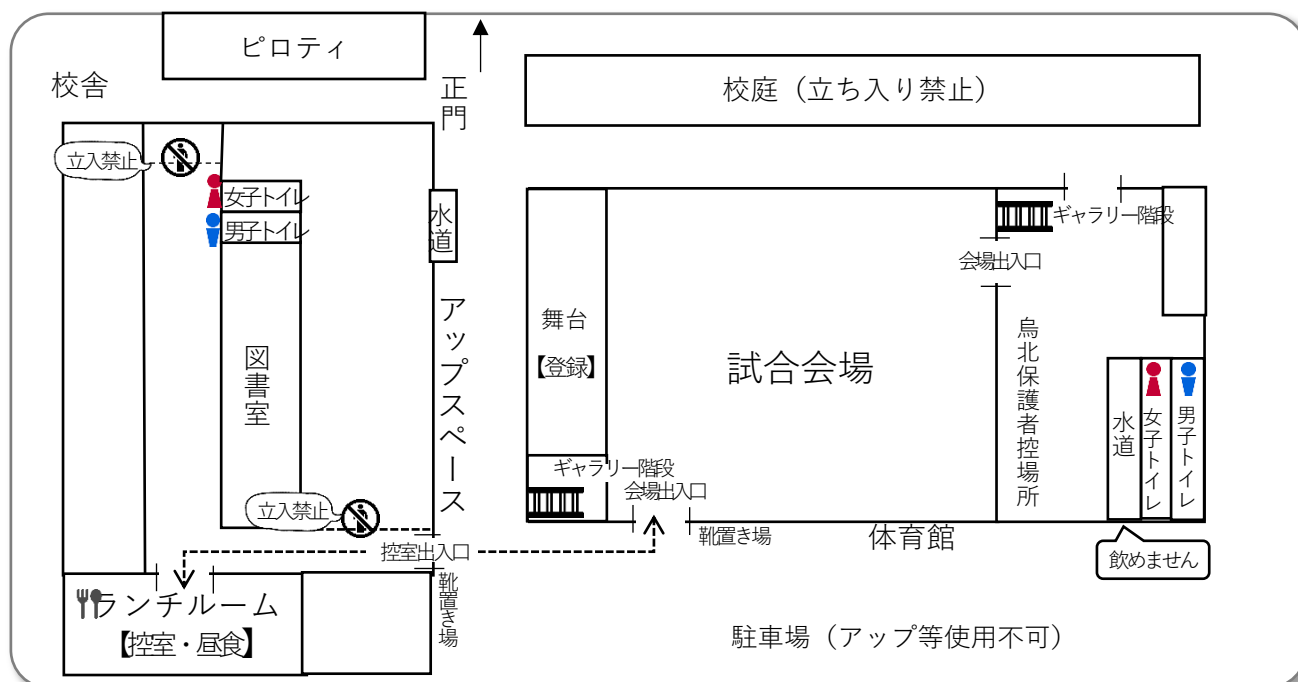 ピロティ
校舎
正門
校庭（立ち入り禁止）
立入禁止
女子トイレ
男子トイレ
水道
ギャラリー階段
会場出入口
アップスペース
舞台
【登録】
試合会場
図書室
烏北保護者控場所
水道
女子トイレ
男子トイレ
ギャラリー階段
会場出入口
立入禁止
控室出入口
靴置き場
体育館
飲めません
靴置き場
ランチルーム
【控室・昼食】
駐車場（アップ等使用不可）